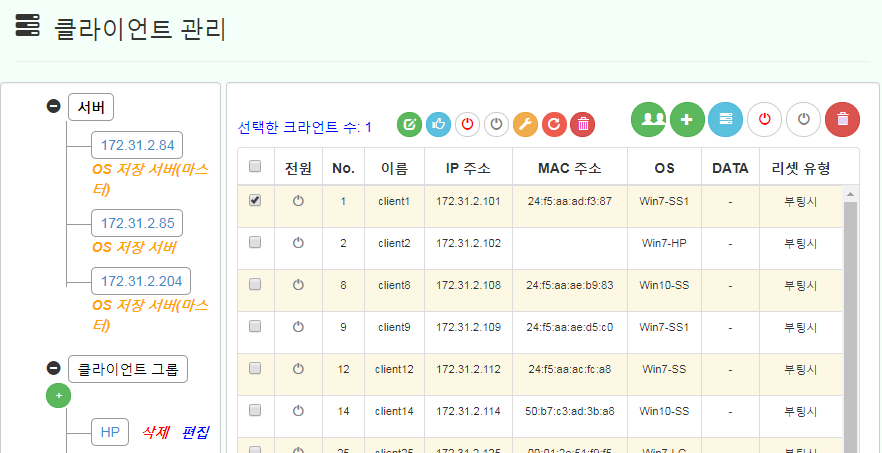 클라이언트 관리
서버
172.31.2.84
OS 저장 서버(마스
터)
172.31.2.85
OS 저장 서버
172.31.2.204
OS 저장 서버(마스
터)
클라이언트 그룹
HP 삭제 편집
선택한 크라언트 수: 1
전원 No. 이름 IP 주소 MAC 주소 OS DATA 리셋 유형
1 client1 172.31.2.101 24:f5:aa:ad:f3:87 Win7-SS1 - 부팅시
2 client2 172.31.2.102 Win7-HP - 부팅시
8 client8 172.31.2.108 24:f5:aa:ae:b9:83 Win10-SS - 부팅시
9 client9 172.31.2.109 24:f5:aa:ae:d5:c0 Win7-SS1 - 부팅시
12 client12 172.31.2.112 24:f5:aa:ac:fc:a8 Win7-SS - 부팅시
14 client14 172.31.2.114 50:b7:c3:ad:3b:a8 Win10-SS - 부팅시